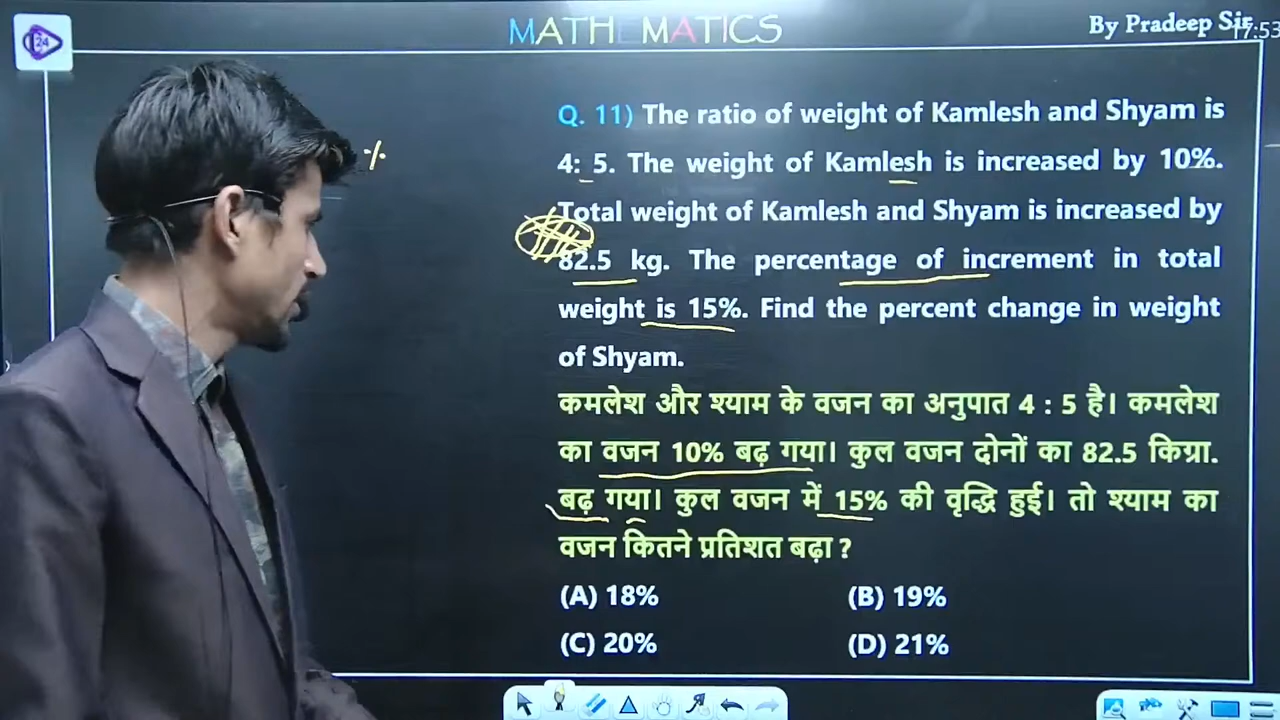 24
MATHEMATICS
By Pradeep Sir
17:53
%
Q. 11) The ratio of weight of Kamlesh and Shyam is
4: 5. The weight of Kamlesh is increased by 10%.
Total weight of Kamlesh and Shyam is increased by
82.5 kg. The percentage of increment in total
weight is 15%. Find the percent change in weight
of Shyam.
कमलेश और श्याम के वजन का अनुपात 4 : 5 है। कमलेश
का वजन 10% बढ़ गया। कुल वजन दोनों का 82.5 किग्रा.
बढ़ गया। कुल वजन में 15% की वृद्धि हुई। तो श्याम का
वजन कितने प्रतिशत बढ़ा ?
(A) 18% (B) 19%
(C) 20% (D) 21%